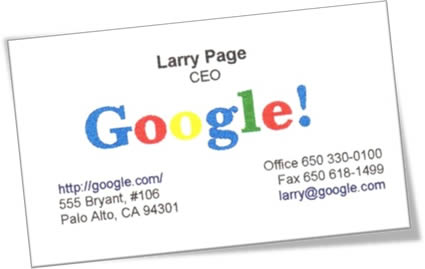 Larry Page
CEO
Google!
http://google.com/
555 Bryant, #106
Palo Alto, CA 94301
Office 650 330-0100
Fax 650 618-1499
larry@google.com